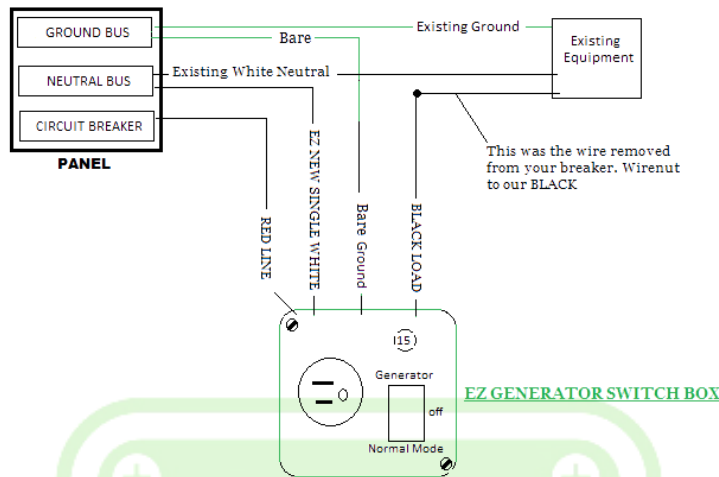 GROUND BUS
Bare
Existing Ground
Existing
Equipment
NEUTRAL BUS
Existing White Neutral
CIRCUIT BREAKER
PANEL
This was the wire removed
from your breaker. Wirenut
to our BLACK
RED LINE
EZ NEW SINGLE WHITE
Bare Ground
BLACK LOAD
15
Generator
off
Normal Mode
EZ GENERATOR SWITCH BOX